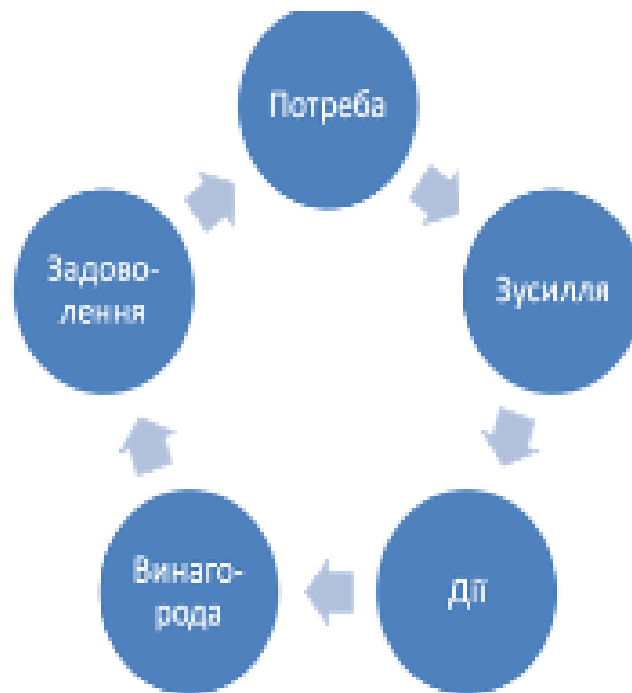 Потреба
Зусилля
Дії
Винаго-
рода
Задово-
лення